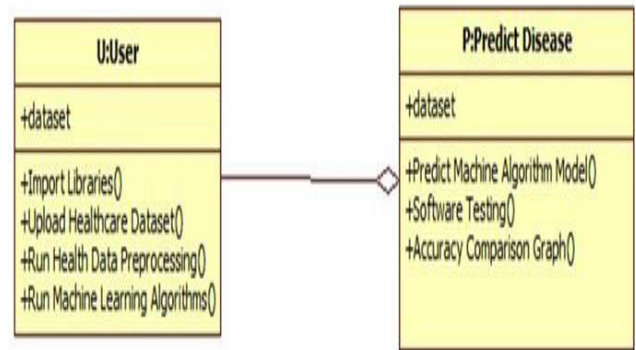 U:User
+dataset
+Import Libraries()
+Upload Healthcare Dataset()
+Run Health Data Preprocessing()
+Run Machine Learning Algorithms()
P:Predict Disease
+dataset
+Predict Machine Algorithm Model()
+Software Testing()
+Accuracy Comparison Graph()